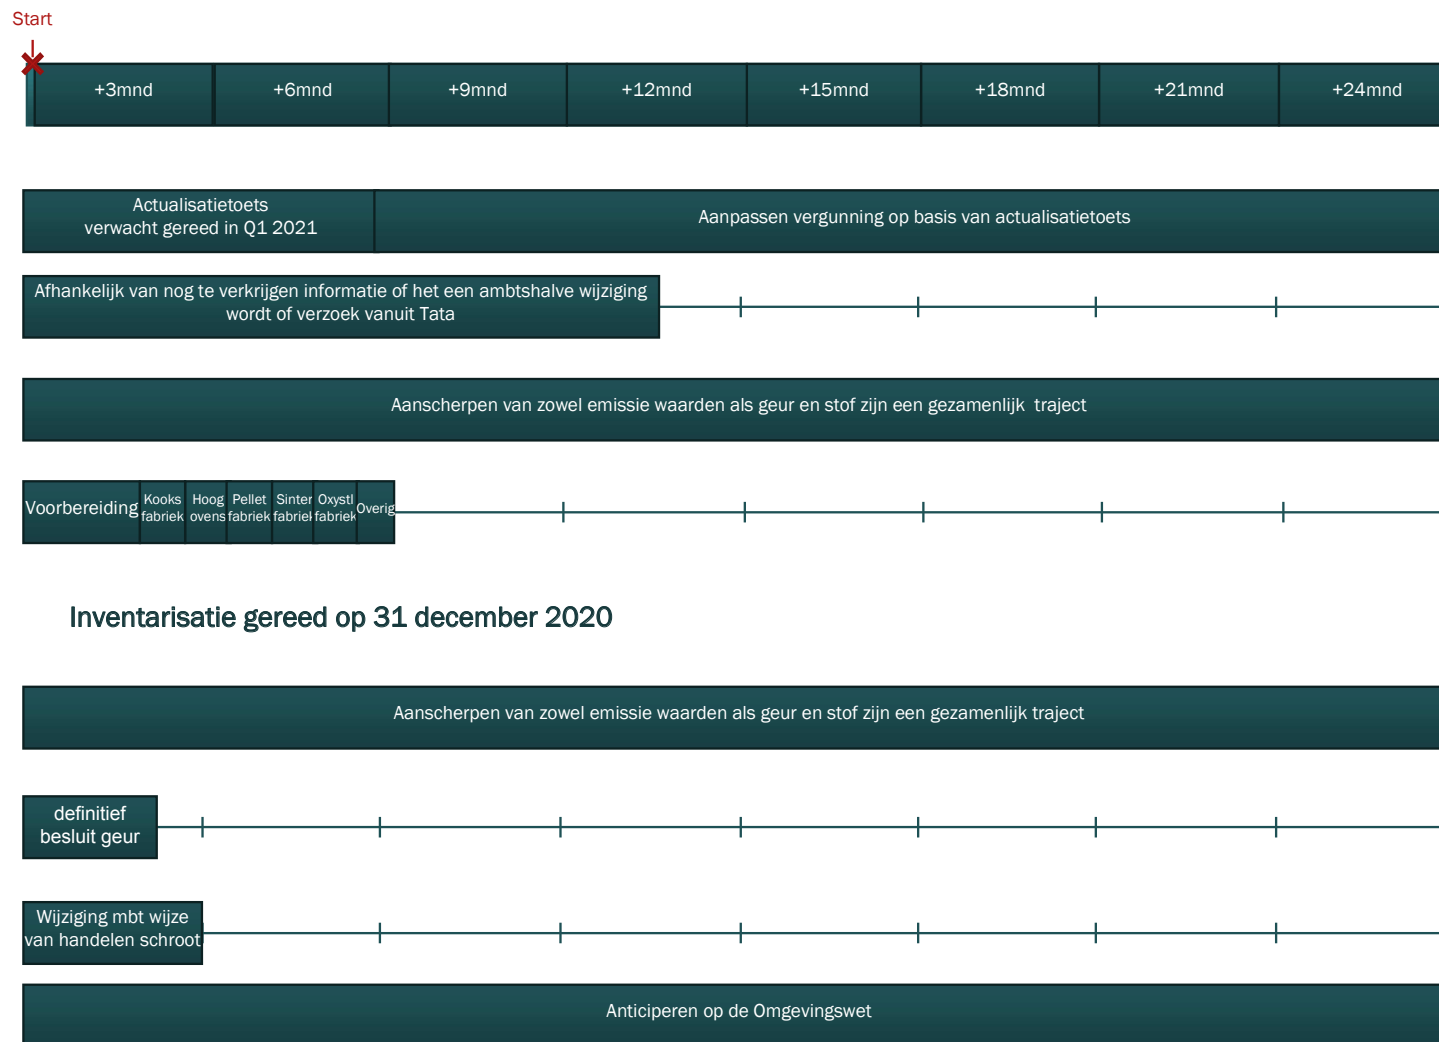 Start
+3mnd +6mnd +9mnd +12mnd +15mnd +18mnd +21mnd +24mnd
Actualisatietoets
verwacht gereed in Q1 2021
Aanpassen vergunning op basis van actualisatietoets
Afhankelijk van nog te verkrijgen informatie of het een ambtshalve wijziging
wordt of verzoek vanuit Tata
Aanscherpen van zowel emissie waarden als geur en stof zijn een gezamenlijk traject
Voorbereiding
Kooks
fabriek
Hoog
ovens
Pellet
fabriek
Sinter
fabriek
Oxystl
fabriek
Overig
Inventarisatie gereed op 31 december 2020
Aanscherpen van zowel emissie waarden als geur en stof zijn een gezamenlijk traject
definitief
besluit geur
Wijziging mbt wijze
van handelen schroot
Anticiperen op de Omgevingswet